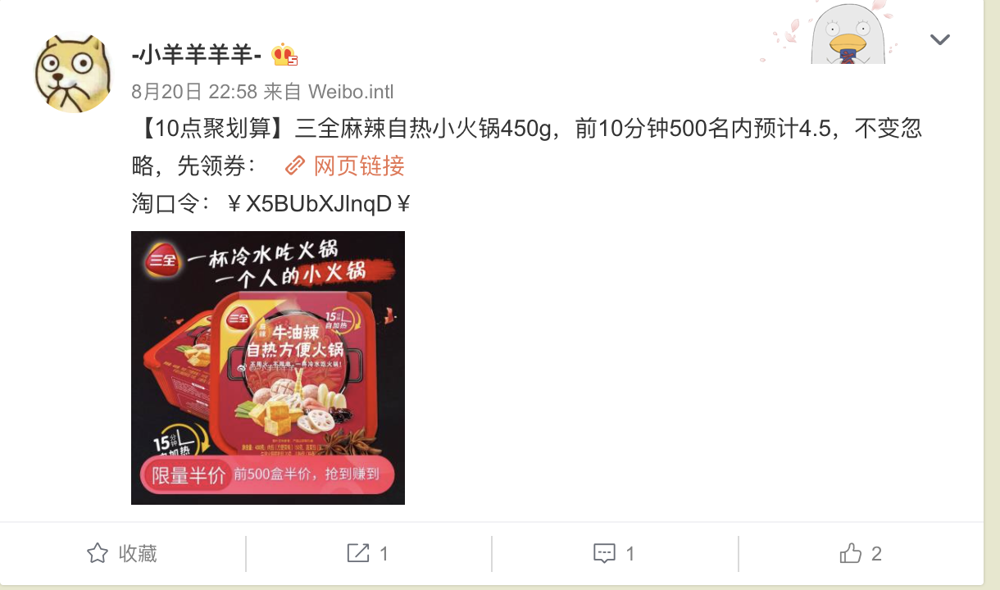 -小羊羊羊羊-
8月20日 22:58 来自 Weibo.intl
【10点聚划算】三全麻辣自热小火锅450g，前10分钟500名内预计4.5，不变忽
略，先领券： 网页链接
淘口令：￥X5BUbXJlnqD￥
三全
一杯冷水吃火锅
一个人的小火锅
三全
15分钟
自加热
麻辣
牛油辣
自热方便火锅
不用火，不用电，一杯冷水吃火锅！
15分钟
自加热
限量半价 前500盒半价，抢到赚到
收藏 1 1 2